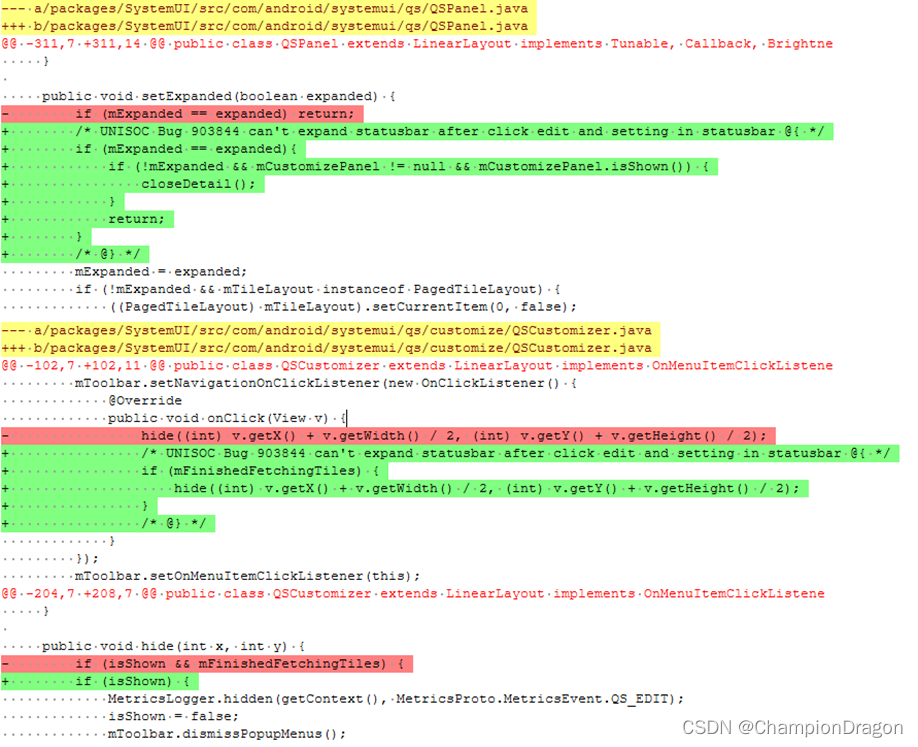 --- a/packages/SystemUI/src/com/android/systemui/qs/QSPanel.java
+++ b/packages/SystemUI/src/com/android/systemui/qs/QSPanel.java
@@ -311,7 +311,14 @@ public class QSPanel extends LinearLayout implements Tunable, Callback, Brightne
     }

     public void setExpanded(boolean expanded) {
-        if (mExpanded == expanded) return;
+        /* UNISOC Bug 903844 can't expand statusbar after click edit and setting in statusbar @{ */
+        if (mExpanded == expanded){
+            if (!mExpanded && mCustomizePanel != null && mCustomizePanel.isShown()) {
+                closeDetail();
+            }
+            return;
+        }
+        /* @} */
         mExpanded = expanded;
         if (!mExpanded && mTileLayout instanceof PagedTileLayout) {
             ((PagedTileLayout) mTileLayout).setCurrentItem(0, false);
--- a/packages/SystemUI/src/com/android/systemui/qs/customize/QSCustomizer.java
+++ b/packages/SystemUI/src/com/android/systemui/qs/customize/QSCustomizer.java
@@ -102,7 +102,11 @@ public class QSCustomizer extends LinearLayout implements OnMenuItemClickListene
         mToolbar.setNavigationOnClickListener(new OnClickListener() {
             @Override
             public void onClick(View v) {
-                hide((int) v.getX() + v.getWidth() / 2, (int) v.getY() + v.getHeight() / 2);
+                /* UNISOC Bug 903844 can't expand statusbar after click edit and setting in statusbar @{ */
+                if (mFinishedFetchingTiles) {
+                    hide((int) v.getX() + v.getWidth() / 2, (int) v.getY() + v.getHeight() / 2);
+                }
+                /* @} */
             }
         });
         mToolbar.setOnMenuItemClickListener(this);
@@ -204,7 +208,7 @@ public class QSCustomizer extends LinearLayout implements OnMenuItemClickListene
     }

     public void hide(int x, int y) {
-        if (isShown && mFinishedFetchingTiles) {
+        if (isShown) {
             MetricsLogger.hidden(getContext(), MetricsProto.MetricsEvent.QS_EDIT);
             isShown = false;
             mToolbar.dismissPopupMenus();
CSDN @ChampionDragon